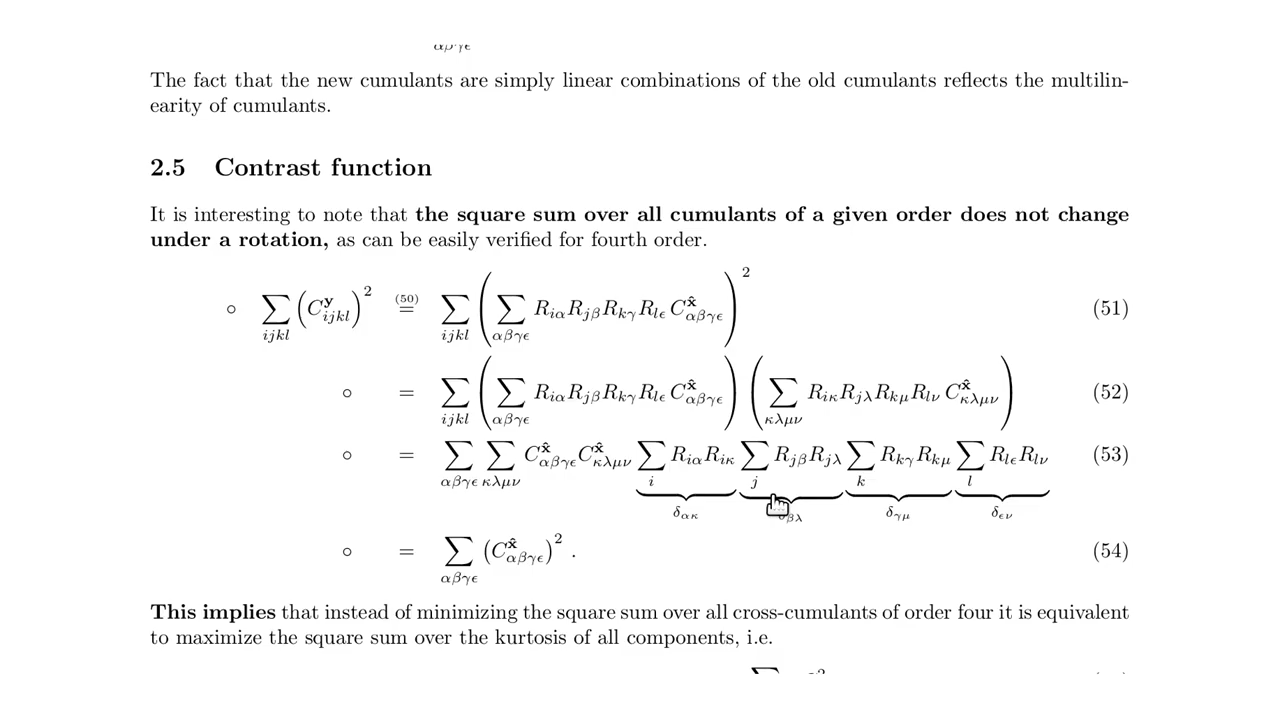 αβγϵ
The fact that the new cumulants are simply linear combinations of the old cumulants reflects the multilin-
earity of cumulants.
2.5 Contrast function
It is interesting to note that the square sum over all cumulants of a given order does not change
under a rotation, as can be easily verified for fourth order.
◦ ∑_{ijkl} (C^{y}_{ijkl})^2 \stackrel{(50)}{=} ∑_{ijkl} (∑_{αβγϵ} R_{iα}R_{jβ}R_{kγ}R_{lϵ} C^{x̂}_{αβγϵ})^2 (51)
◦ = ∑_{ijkl} (∑_{αβγϵ} R_{iα}R_{jβ}R_{kγ}R_{lϵ} C^{x̂}_{αβγϵ}) (∑_{κλμν} R_{iκ}R_{jλ}R_{kμ}R_{lν} C^{x̂}_{κλμν}) (52)
◦ = ∑_{αβγϵ} ∑_{κλμν} C^{x̂}_{αβγϵ} C^{x̂}_{κλμν} ∑_{i} R_{iα}R_{iκ} ∑_{j} R_{jβ}R_{jλ} ∑_{k} R_{kγ}R_{kμ} ∑_{l} R_{lϵ}R_{lν} (53)
δ_{ακ} δ_{βλ} δ_{γμ} δ_{ϵν}
◦ = ∑_{αβγϵ} (C^{x̂}_{αβγϵ})^2 . (54)
This implies that instead of minimizing the square sum over all cross-cumulants of order four it is equivalent
to maximize the square sum over the kurtosis of all components, i.e.